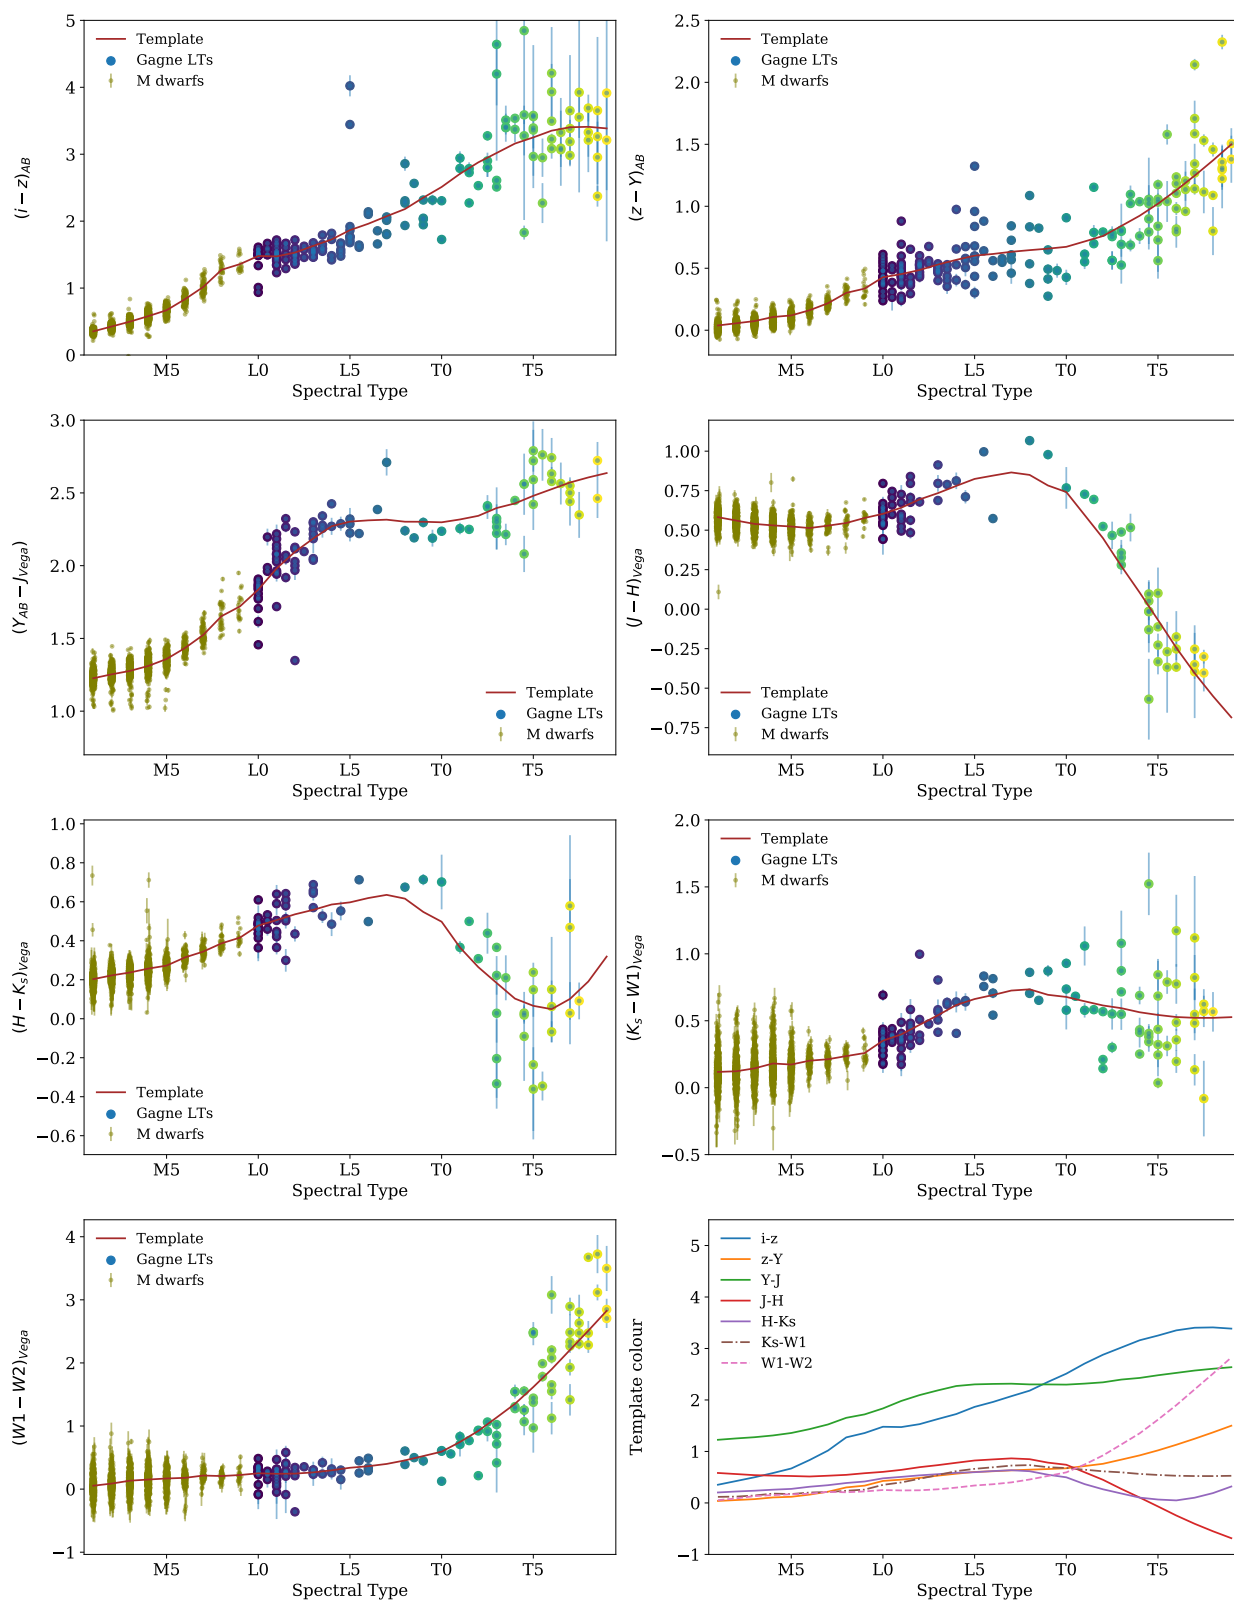 5
4
3
2
1
0
(i − z)AB
Template
Gagne LTs
M dwarfs
M5 L0 L5 T0 T5
Spectral Type
2.5
2.0
1.5
1.0
0.5
0.0
(z − Y)AB
Template
Gagne LTs
M dwarfs
M5 L0 L5 T0 T5
Spectral Type
3.0
2.5
2.0
1.5
1.0
(YAB − JVega)
Template
Gagne LTs
M dwarfs
M5 L0 L5 T0 T5
Spectral Type
1.00
0.75
0.50
0.25
0.00
−0.25
−0.50
−0.75
(J − H)Vega
Template
Gagne LTs
M dwarfs
M5 L0 L5 T0 T5
Spectral Type
1.0
0.8
0.6
0.4
0.2
0.0
−0.2
−0.4
−0.6
(H − Ks)Vega
Template
Gagne LTs
M dwarfs
M5 L0 L5 T0 T5
Spectral Type
2.0
1.5
1.0
0.5
0.0
−0.5
(Ks − W1)Vega
Template
Gagne LTs
M dwarfs
M5 L0 L5 T0 T5
Spectral Type
4
3
2
1
0
−1
(W1 − W2)Vega
Template
Gagne LTs
M dwarfs
M5 L0 L5 T0 T5
Spectral Type
5
4
3
2
1
0
−1
Template colour
i-z
z-Y
Y-J
J-H
H-Ks
Ks-W1
W1-W2
M5 L0 L5 T0 T5
Spectral Type